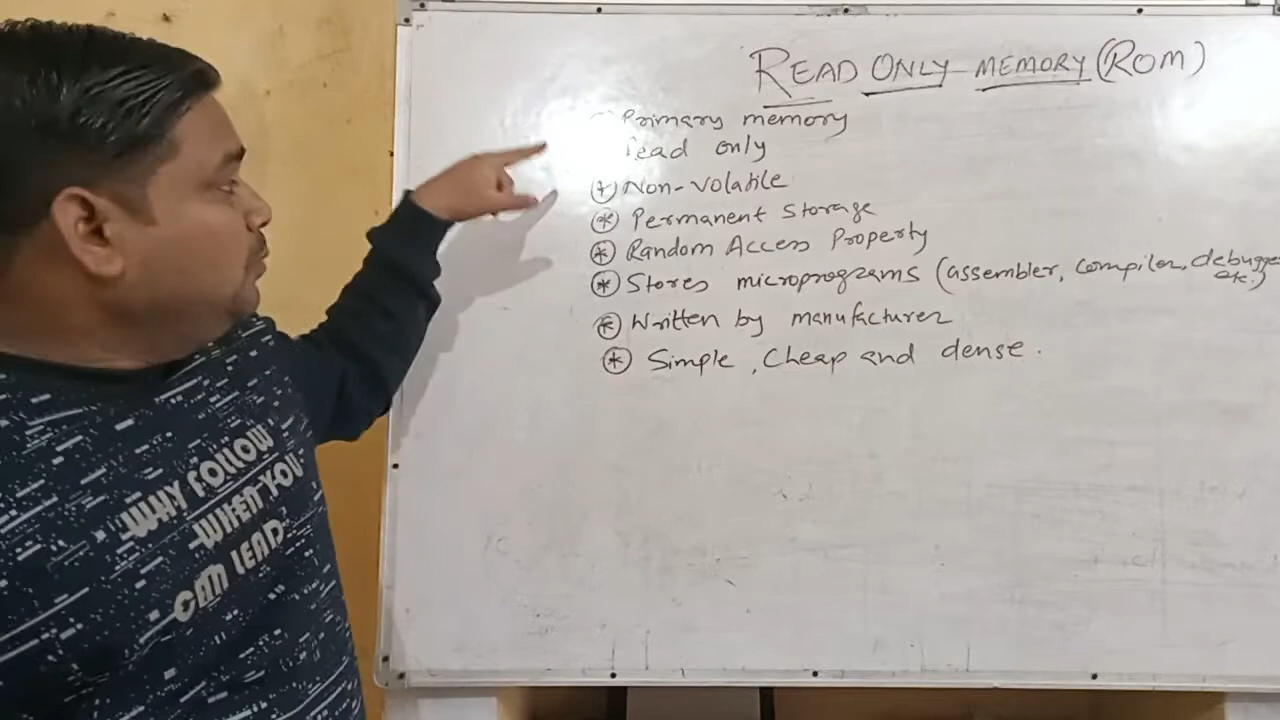 READ ONLY MEMORY (ROM)
Primary memory
Read only
Non-volatile
Permanent Storage
Random Access Property
Stores microprograms (assembler, compiler, debugger etc.)
Written by manufacturer
Simple, Cheap and dense.
WHY FOLLOW
WHEN YOU
CAN LEAD